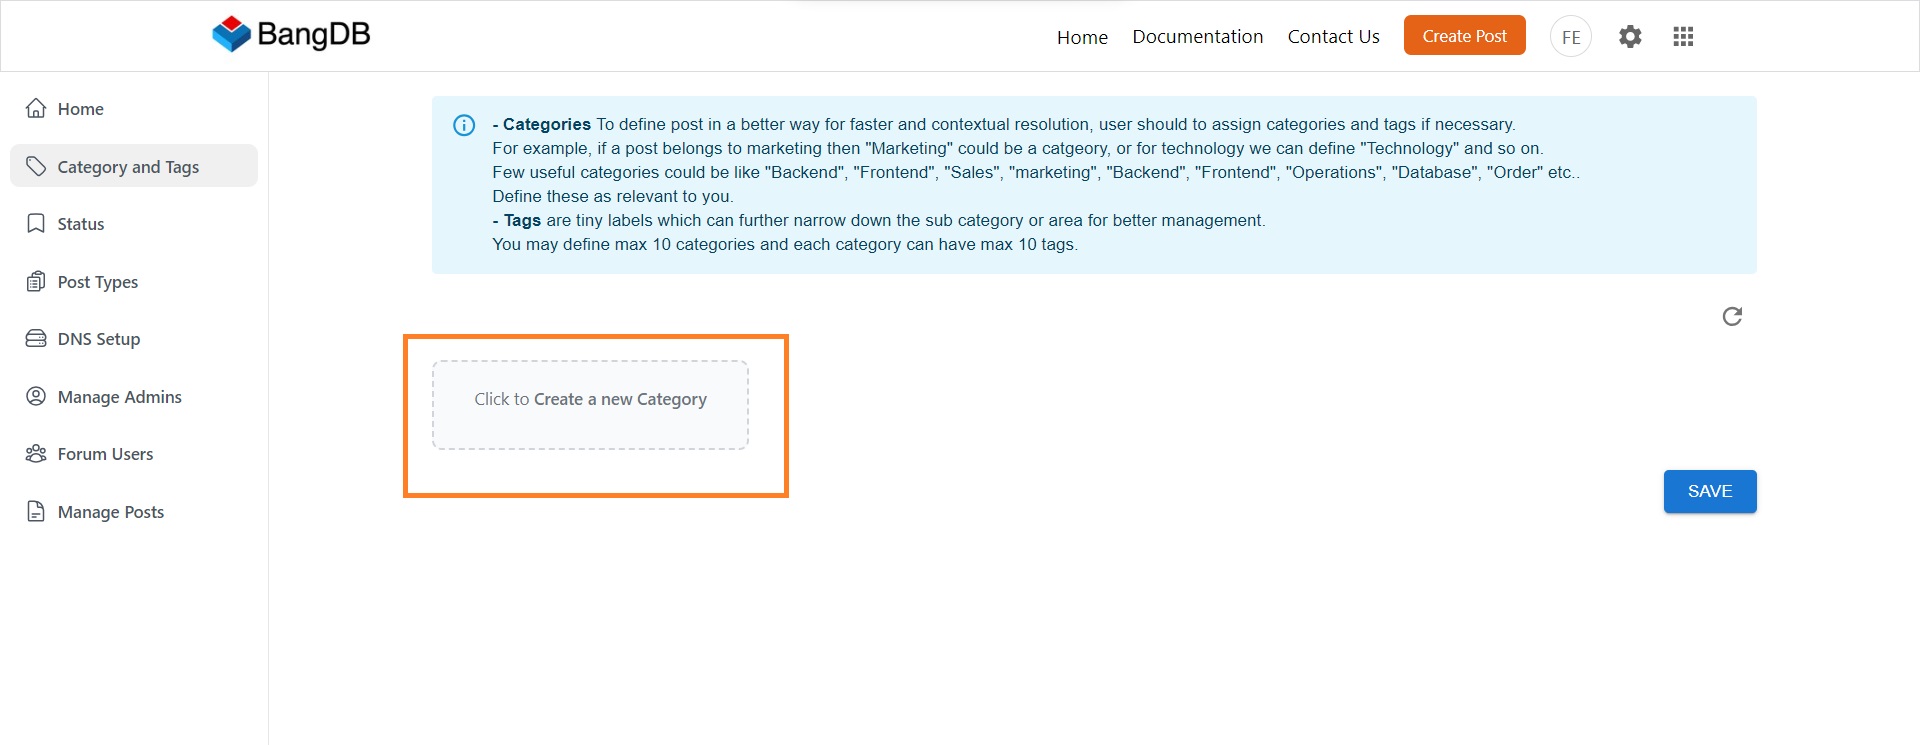 BangDB
Home
Documentation
Contact Us
Create Post
FE
Home
Category and Tags
Status
Post Types
DNS Setup
Manage Admins
Forum Users
Manage Posts
- Categories To define post in a better way for faster and contextual resolution, user should to assign categories and tags if necessary.
For example, if a post belongs to marketing then "Marketing" could be a catgeory, or for technology we can define "Technology" and so on.
Few useful categories could be like "Backend", "Frontend", "Sales", "marketing", "Backend", "Frontend", "Operations", "Database", "Order" etc..
Define these as relevant to you.
- Tags are tiny labels which can further narrow down the sub category or area for better management.
You may define max 10 categories and each category can have max 10 tags.
Click to Create a new Category
SAVE